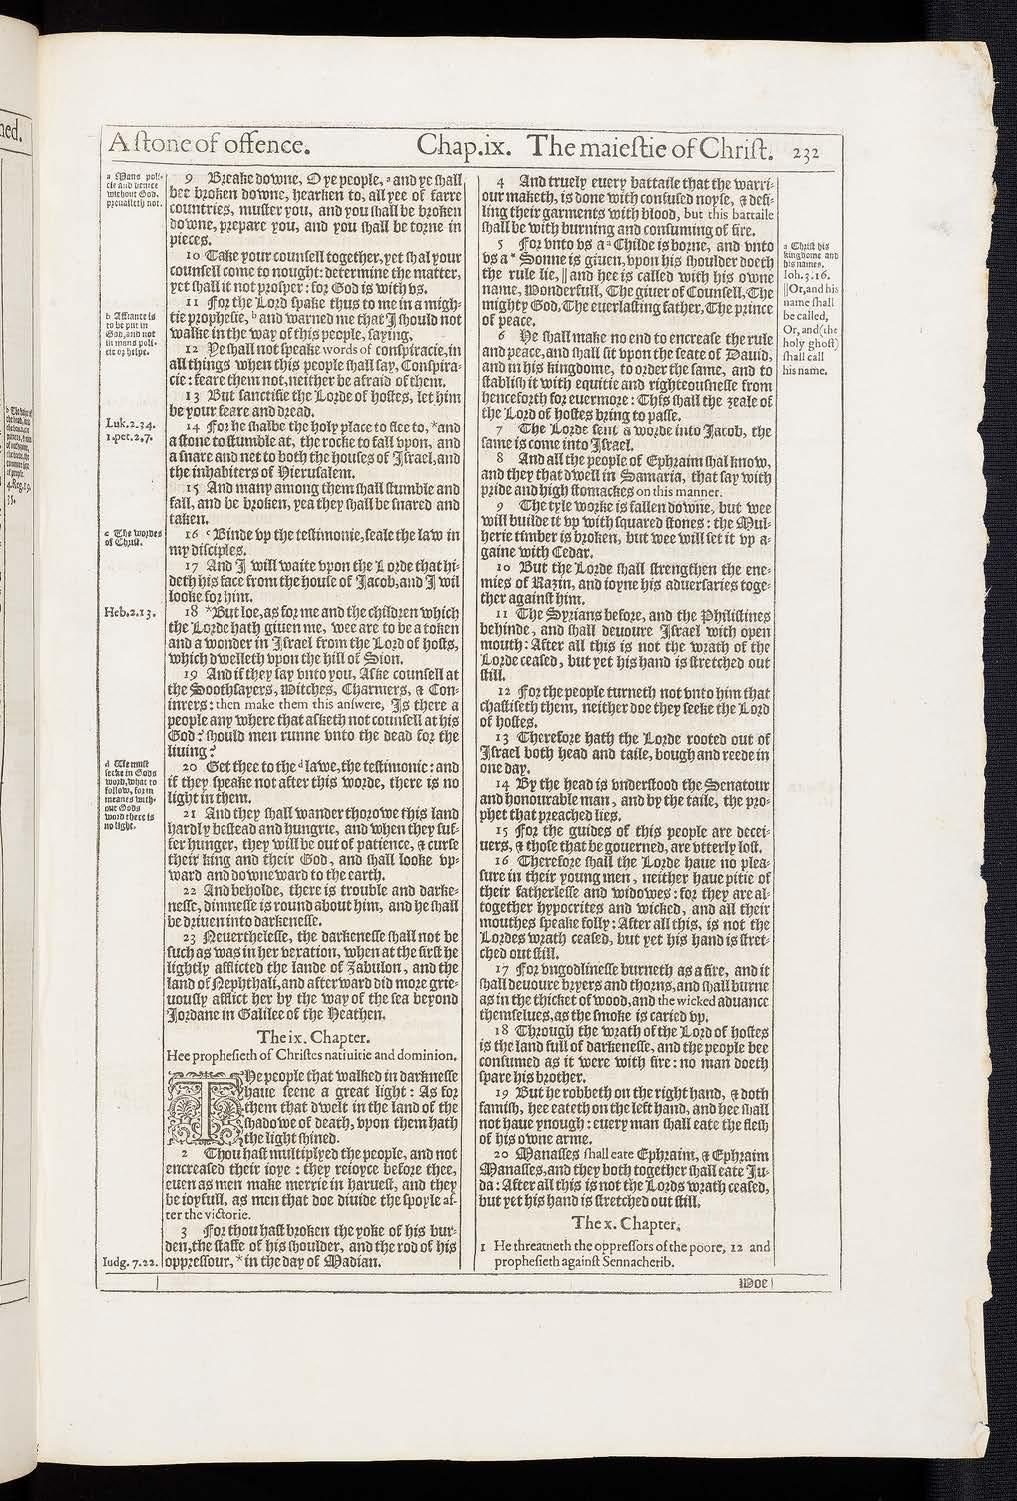 A ſtone of offence. Chap.ix. The maieſtie of Chriſt. 232
a Mans poli-
cie and deuice
without God,
preuaileth not.
b Affiance is
to be put in
God, and not
in mans poli-
cie or helpe.
Luk.2.34.
1.pet.2.7.
c The wordes
of Chriſt.
Heb.2.13.
d We muſt
ſeeke in Gods
word, what to
follow, for in
meanes with-
out Gods
word there is
no light.
Iudg. 7.22.
9 Breake downe, O ye people, a and ye ſhall
bee broken downe, hearken to, all yee of farre
countries, muſter you, and you ſhall be broken
downe, prepare you, and you ſhall be torne in
pieces.
10 Take your counſell together, yet ſhal your
counſell come to nought: determine the matter,
yet ſhall it not proſper: for God is with vs.
11 For the Lord ſpake thus to me in a migh-
tie propheſie, b and warned me that I ſhould not
walke in the way of this people, ſaying,
12 Ye ſhall not ſpeake words of conſpiracie, in
all things when this people ſhall ſay, Conſpira-
cie: feare them not, neither be afraid of them.
13 But ſanctifie the Lorde of hoſtes, let him
be your feare and dread.
14 For he ſhalbe the holy place to flee to, *and
a ſtone to ſtumble at, the rocke to fall vpon, and
a ſnare and net to both the houſes of Iſrael, and
the inhabiters of Hieruſalem.
15 And many among them ſhall ſtumble and
fall, and be broken, yea they ſhall be ſnared and
taken.
16 c Binde vp the teſtimonie, ſeale the law in
my diſciples.
17 And I will waite vpon the Lorde that hi-
deth his face from the houſe of Iacob, and I wil
looke for him.
18 *But loe, as for me and the children which
the Lorde hath giuen me, wee are to be a token
and a wonder in Iſrael from the Lord of hoſts,
which dwelleth vpon the hill of Sion.
19 And if they ſay vnto you, Aſke counſell at
the Soothſayers, Witches, Charmers, & Con-
iurers: then make them this anſwere, Is there a
people any where that aſketh not counſell at his
God? ſhould men runne vnto the dead for the
liuing?
20 Get thee to the d lawe, the teſtimonie: and
if they ſpeake not after this worde, there is no
light in them.
21 And they ſhall wander thorowe this land
hardly beſtead and hungrie, and when they ſuf-
fer hunger, they will be out of patience, & curſe
their king and their God, and ſhall looke vp-
ward and downeward to the earth.
22 And beholde, there is trouble and darke-
neſſe, dimneſſe is round about him, and he ſhall
be driuen into darkeneſſe.
23 Neuertheleſſe, the darkeneſſe ſhall not be
ſuch as was in her vexation, when at the firſt he
lightly afflicted the lande of Zabulon, and the
land of Nephthali, and afterward did more grie-
uouſly afflict her by the way of the ſea beyond
Iordane in Galilee of the Heathen.
The ix. Chapter.
Hee propheſieth of Chriſtes natiuitie and dominion.
The people that walked in darkneſſe
haue ſeene a great light: As for
them that dwelt in the land of the
ſhadowe of death, vpon them hath
the light ſhined.
2 Thou haſt multiplyed the people, and not
encreaſed their ioye: they reioyce before thee,
euen as men make merrie in harueſt, and they
be ioyfull, as men that doe diuide the ſpoyle af-
ter the victorie.
3 For thou haſt broken the yoke of his bur-
den, the ſtaffe of his ſhoulder, and the rod of his
oppreſſour, *in the day of Madian.
4 And truely euery battaile that the warri-
our maketh, is done with confuſed noyſe, & defi-
ling their garments with blood, but this battaile
ſhall be with burning and conſuming of fire.
5 For vnto vs a a Childe is borne, and vnto
vs a * Sonne is giuen, vpon his ſhoulder doeth
the rule lie, || and hee is called with his owne
name, Wonderfull, The giuer of Counſell, The
mighty God, The euerlaſting father, The prince
of peace.
6 He ſhall make no end to encreaſe the rule
and peace, and ſhall ſit vpon the ſeate of Dauid,
and in his kingdome, to order the ſame, and to
ſtabliſh it with equitie and righteouſneſſe from
henceforth for euermore: This ſhall the zeale of
the Lord of hoſtes bring to paſſe.
7 The Lorde ſent a worde into Iacob, the
ſame is come into Iſrael.
8 And all the people of Ephraim ſhal know,
and they that dwell in Samaria, that ſay with
pride and high ſtomackes on this manner.
9 The tyle worke is fallen downe, but wee
will builde it vp with ſquared ſtones: the Mul-
berie timber is broken, but wee will ſet it vp a-
gaine with Cedar.
10 But the Lorde ſhall ſtrengthen the ene-
mies of Razin, and ioyne his aduerſaries toge-
ther againſt him.
11 The Syrians before, and the Philiſtines
behinde, and ſhall deuoure Iſrael with open
mouth: After all this is not the wrath of the
Lorde ceaſed, but yet his hand is ſtretched out
ſtill.
12 For the people turneth not vnto him that
chaſtiſeth them, neither doe they ſeeke the Lord
of hoſtes.
13 Therefore hath the Lorde rooted out of
Iſrael both head and taile, bough and reede in
one day.
14 By the head is vnderſtood the Senatour
and honourable man, and by the taile, the pro-
phet that preached lies.
15 For the guides of this people are decei-
uers, & thoſe that be gouerned, are vtterly loſt.
16 Therefore ſhall the Lorde haue no plea-
ſure in their young men, neither haue pitie of
their fatherleſſe and widowes: for they are al-
together hypocrites and wicked, and all their
mouthes ſpeake folly: After all this, is not the
Lordes wrath ceaſed, but yet his hand is ſtret-
ched out ſtill.
17 For vngodlineſſe burneth as a fire, and it
ſhall deuoure bryers and thorns, and ſhall burne
as in the thicket of wood, and the wicked aduance
themſelues, as the ſmoke is caried vp.
18 Through the wrath of the Lord of hoſtes
is the land full of darkeneſſe, and the people bee
conſumed as it were with fire: no man doeth
ſpare his brother.
19 But he robbeth on the right hand, & doth
famiſh, hee eateth on the left hand, and hee ſhall
not haue ynough: euery man ſhall eate the fleſh
of his owne arme.
20 Manaſſes ſhall eate Ephraim, & Ephraim
Manaſſes, and they both together ſhall eate Iu-
da: After all this is not the Lords wrath ceaſed,
but yet his hand is ſtretched out ſtill.
The x. Chapter.
1 He threatneth the oppreſſors of the poore, 12 and
propheſieth againſt Sennacherib.
Woe
a Chriſt his
kingdome and
his names.
Ioh.3.16.
||Or, and his
name ſhall
be called,
Or, and (the
holy ghoſt)
ſhall call
his name.